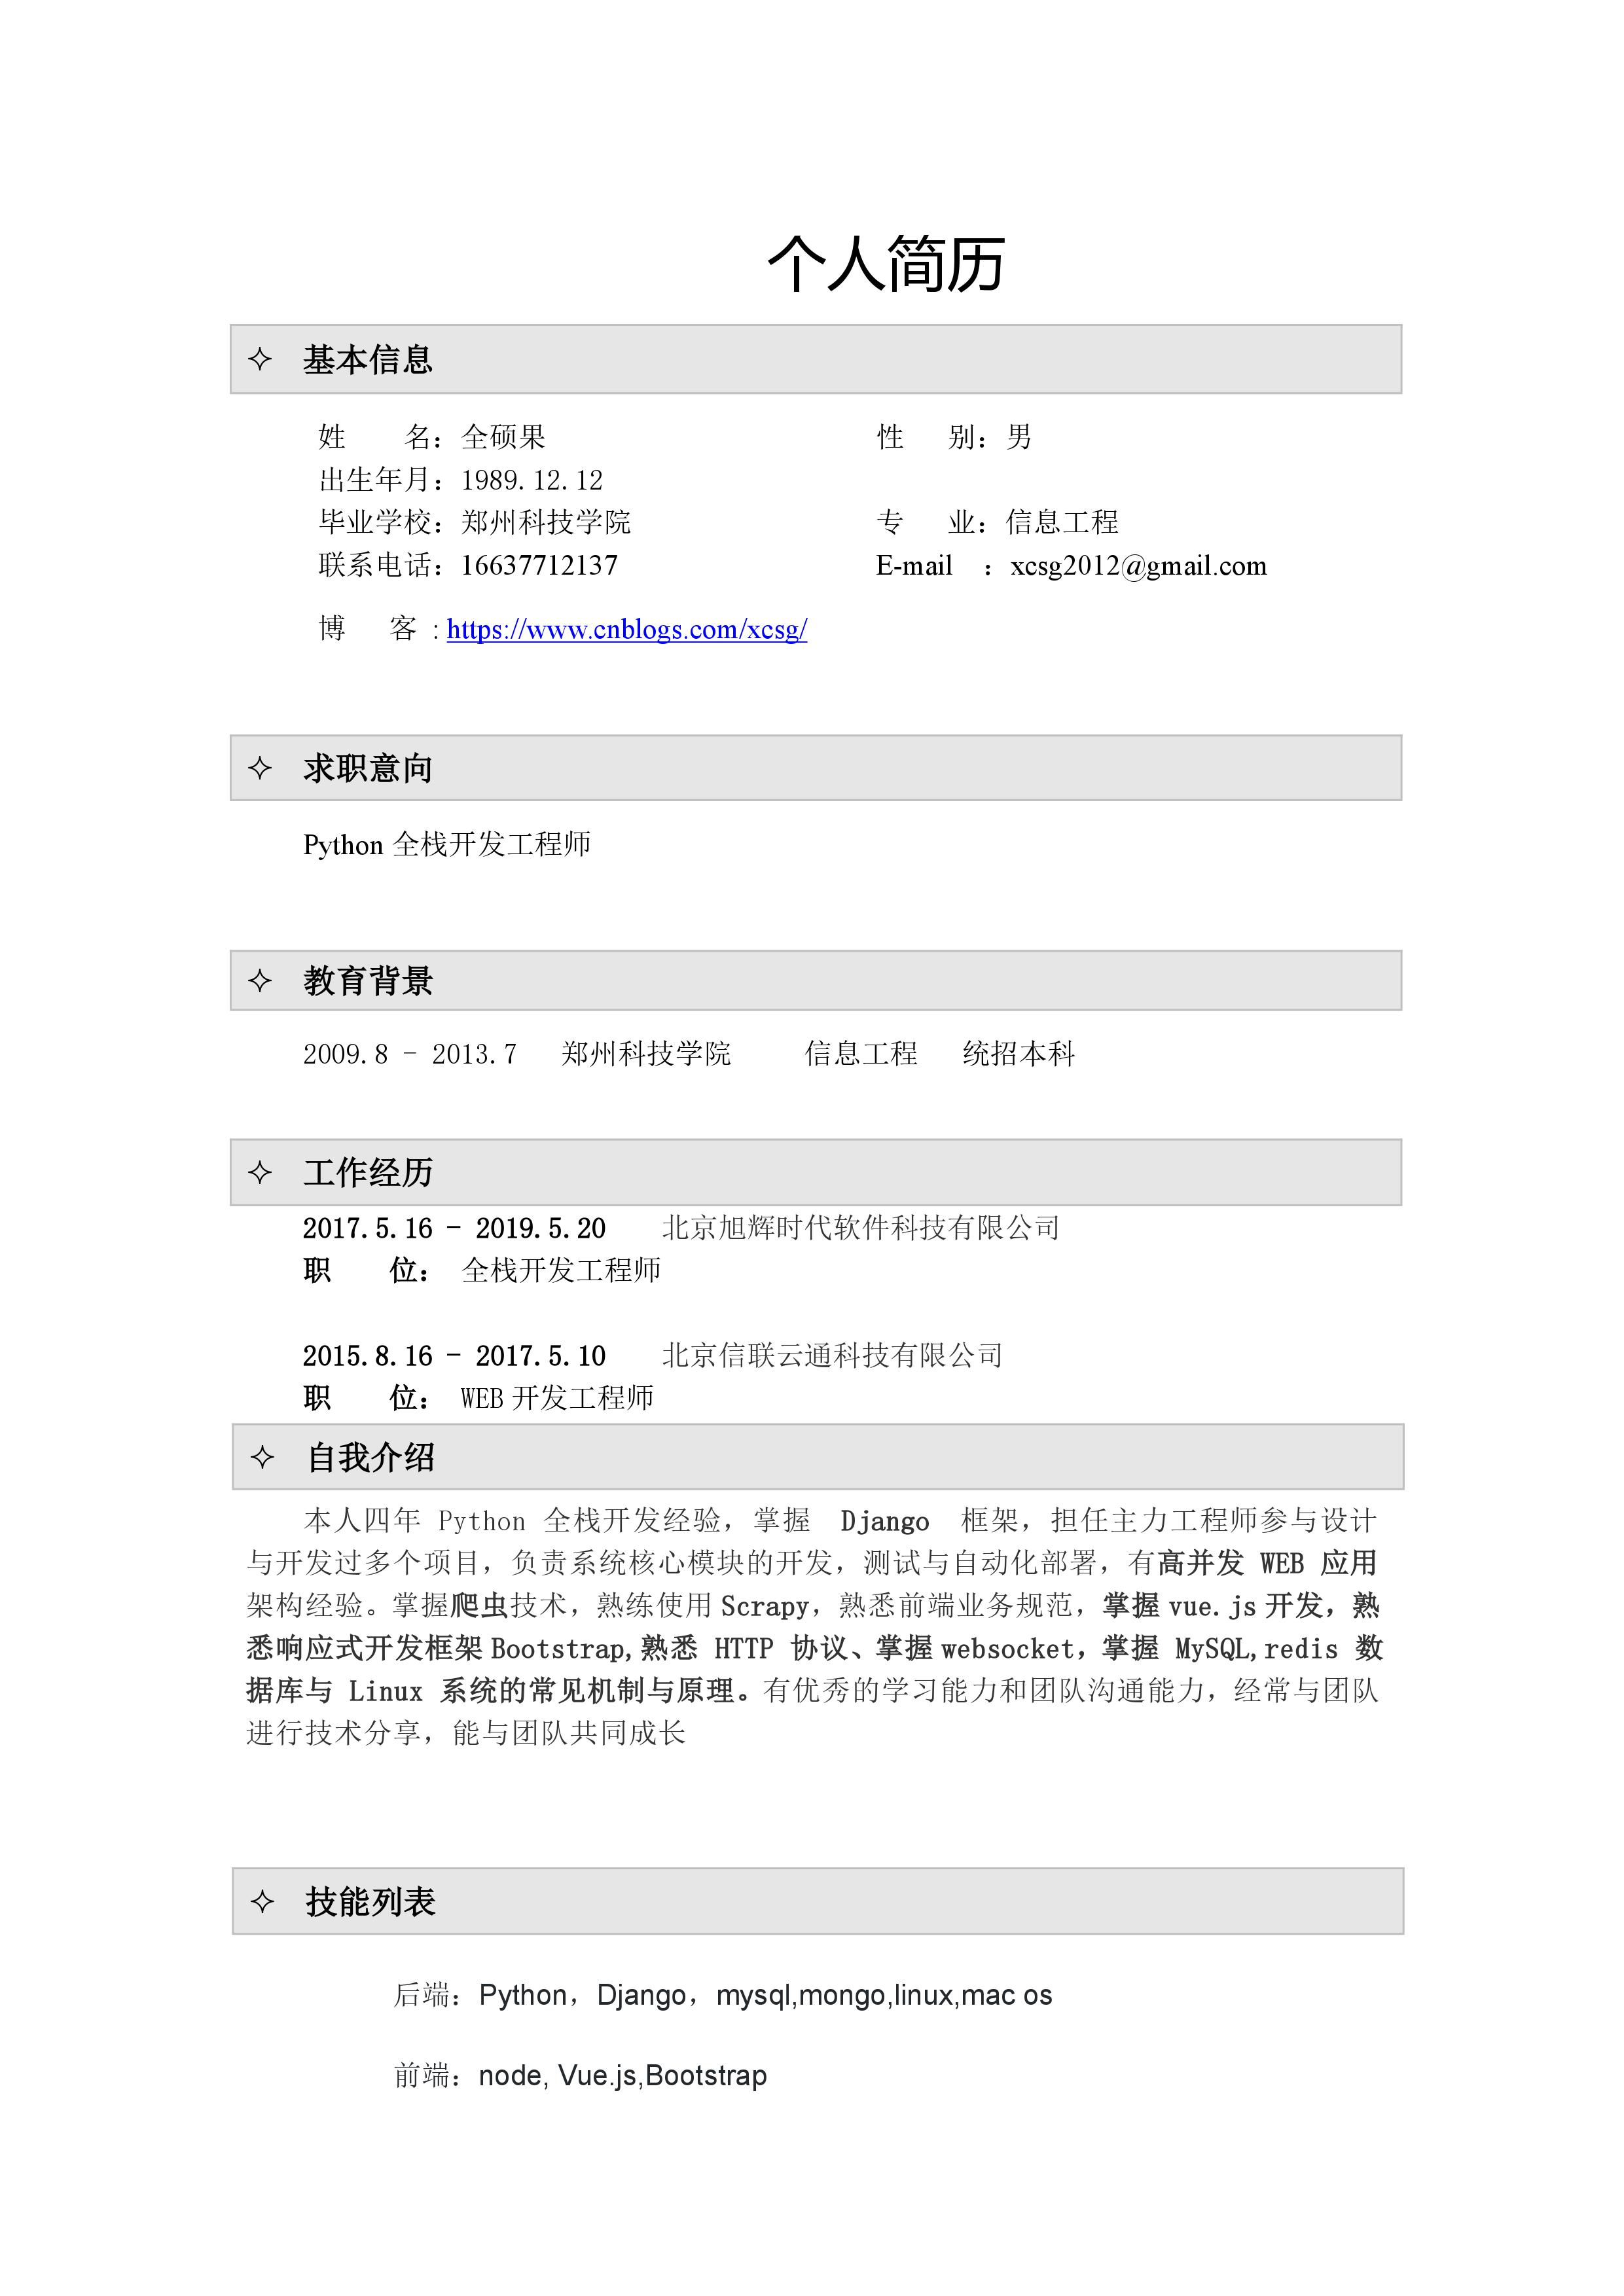 个人简历
✧ 基本信息
姓 名：全硕果 性 别：男
出生年月：1989.12.12
毕业学校：郑州科技学院 专 业：信息工程
联系电话：16637712137 E-mail ：xcsg2012@gmail.com
博 客 : https://www.cnblogs.com/xcsg/
✧ 求职意向
Python 全栈开发工程师
✧ 教育背景
2009.8 - 2013.7 郑州科技学院 信息工程 统招本科
✧ 工作经历
2017.5.16 - 2019.5.20 北京旭辉时代软件科技有限公司
职 位： 全栈开发工程师
2015.8.16 - 2017.5.10 北京信联云通科技有限公司
职 位： WEB 开发工程师
✧ 自我介绍
本人四年 Python 全栈开发经验，掌握 Django 框架，担任主力工程师参与设计
与开发过多个项目，负责系统核心模块的开发，测试与自动化部署，有高并发 WEB 应用
架构经验。掌握爬虫技术，熟练使用 Scrapy，熟悉前端业务规范，掌握 vue.js 开发，熟
悉响应式开发框架 Bootstrap,熟悉 HTTP 协议、掌握 websocket，掌握 MySQL,redis 数
据库与 Linux 系统的常见机制与原理。有优秀的学习能力和团队沟通能力，经常与团队
进行技术分享，能与团队共同成长
✧ 技能列表
后端：Python，Django，mysql,mongo,linux,mac os
前端：node, Vue.js,Bootstrap